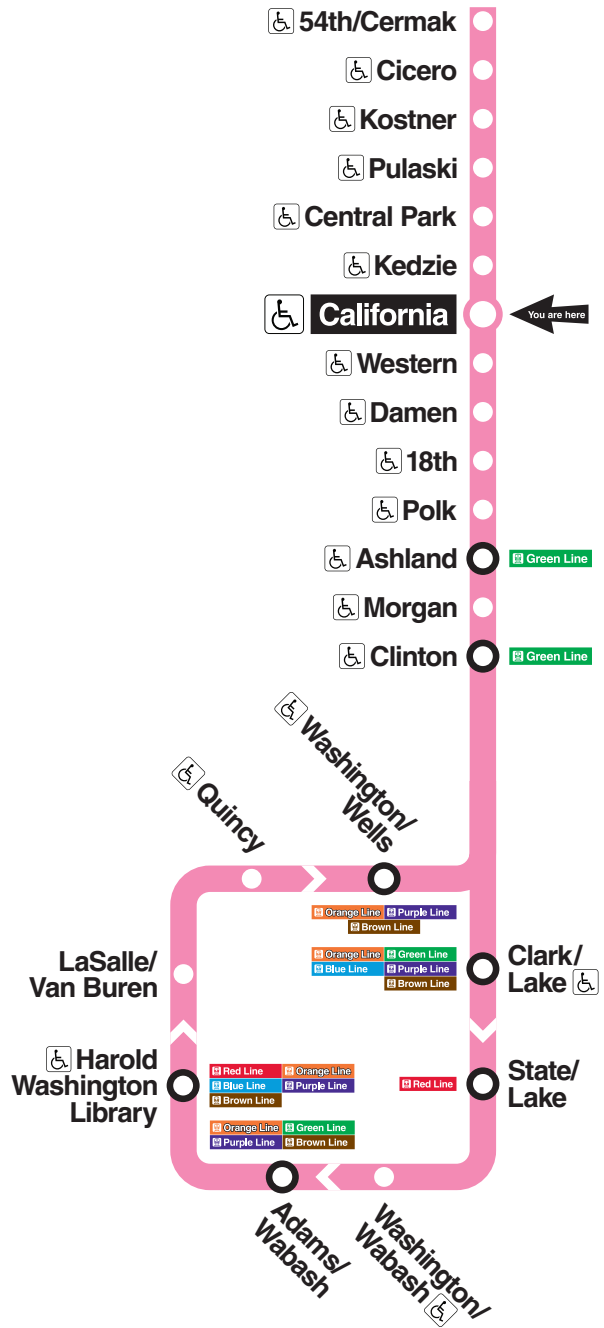 54th/Cermak
Cicero
Kostner
Pulaski
Central Park
Kedzie
California
You are here
Western
Damen
18th
Polk
Ashland
Green Line
Morgan
Clinton
Green Line
Washington/
Wells
Quincy
Orange Line Purple Line
Brown Line
Orange Line Green Line
Blue Line Purple Line
Brown Line
Clark/
Lake
LaSalle/
Van Buren
Harold
Washington
Library
Red Line Orange Line
Blue Line Purple Line
Brown Line
Red Line
State/
Lake
Orange Line Green Line
Purple Line Brown Line
Adams/
Wabash
Washington/
Wabash